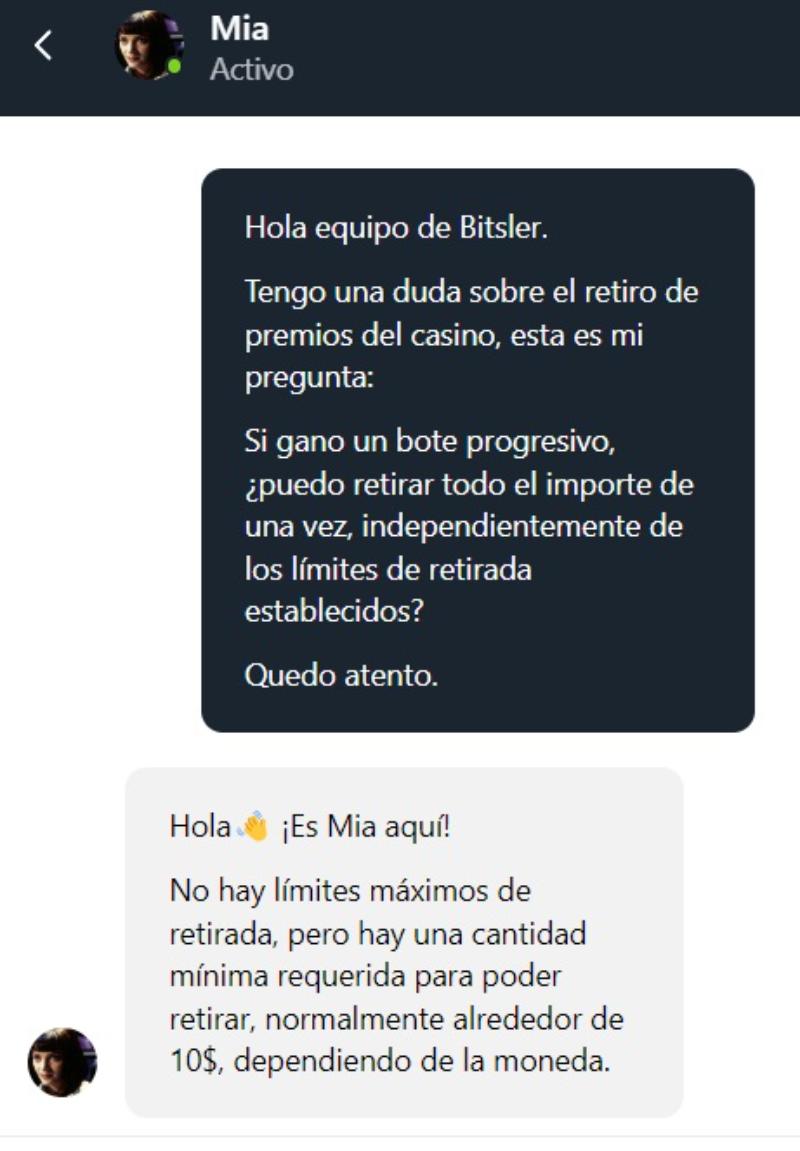 Mia
Activo
Hola equipo de Bitsler.
Tengo una duda sobre el retiro de
premios del casino, esta es mi
pregunta:
Si gano un bote progresivo,
¿puedo retirar todo el importe de
una vez, independientemente de
los límites de retirada
establecidos?
Quedo atento.
Hola👋 ¡Es Mia aquí!
No hay límites máximos de
retirada, pero hay una cantidad
mínima requerida para poder
retirar, normalmente alrededor de
10$, dependiendo de la moneda.